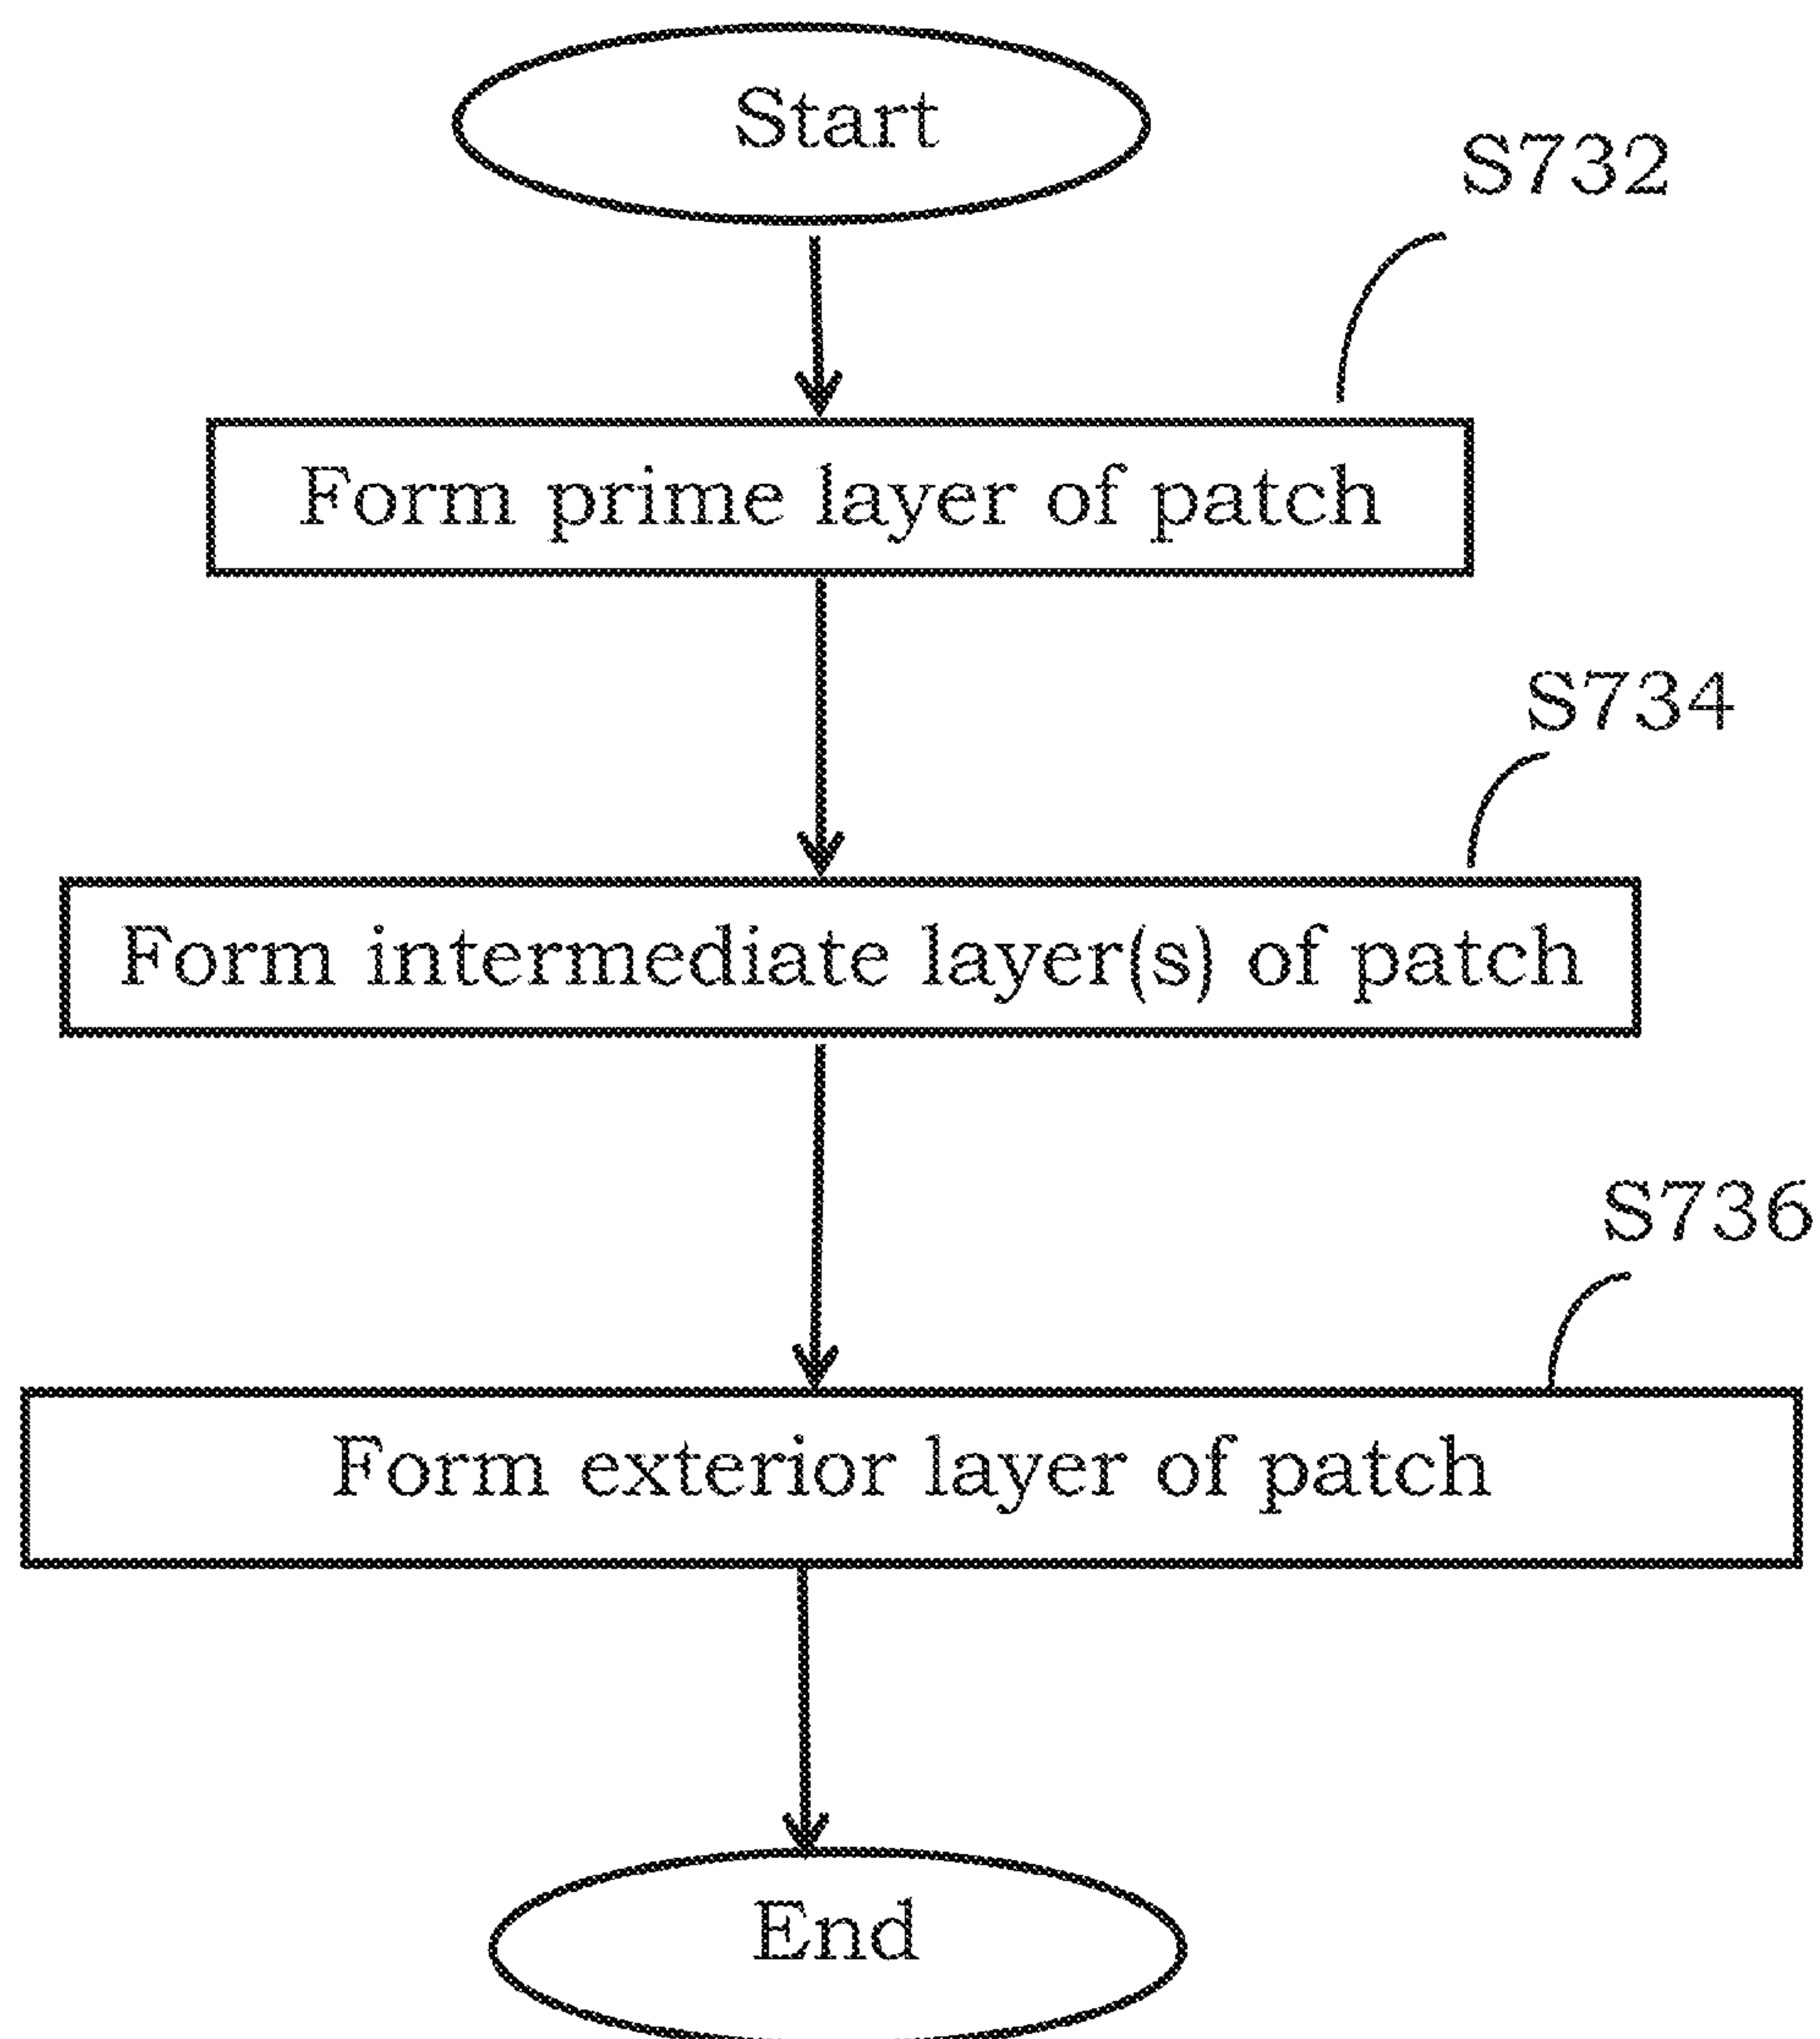 Start
S732
Form prime layer of patch
S734
Form intermediate layer(s) of patch
S736
Form exterior layer of patch
End